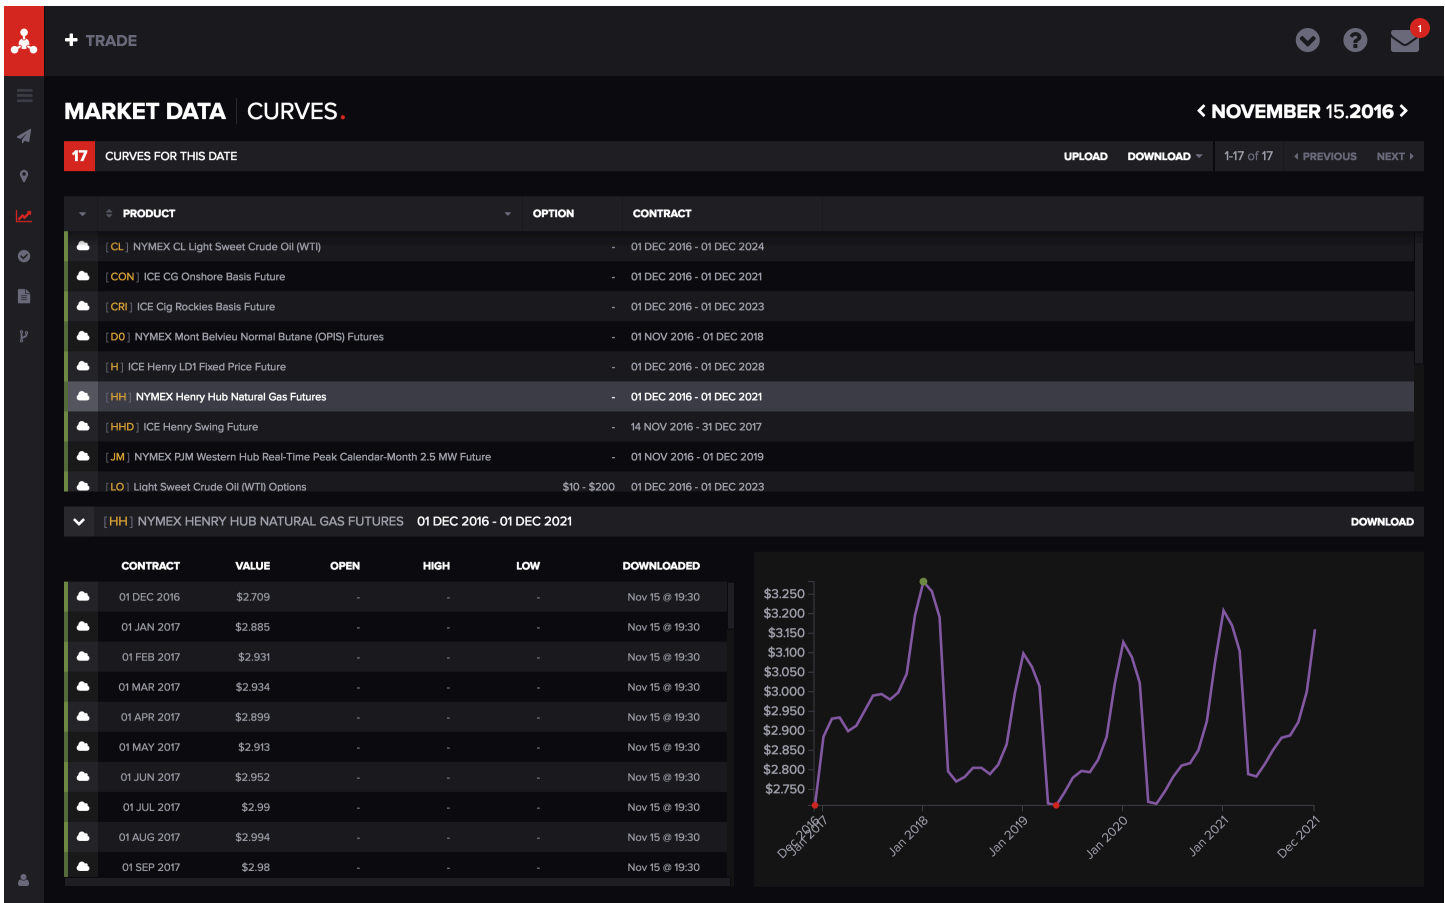 TRADE
1
MARKET DATA CURVES.
NOVEMBER 15.2016
17 CURVES FOR THIS DATE UPLOAD DOWNLOAD 1-17 of 17 PREVIOUS NEXT
PRODUCT OPTION CONTRACT
[CL] NYMEX CL Light Sweet Crude Oil (WTI) - 01 DEC 2016 - 01 DEC 2024
[CON] ICE CG Onshore Basis Future - 01 DEC 2016 - 01 DEC 2021
[CRI] ICE Cig Rockies Basis Future - 01 DEC 2016 - 01 DEC 2023
[D0] NYMEX Mont Belvieu Normal Butane (OPIS) Futures - 01 NOV 2016 - 01 DEC 2018
[H] ICE Henry LD1 Fixed Price Future - 01 DEC 2016 - 01 DEC 2028
[HH] NYMEX Henry Hub Natural Gas Futures - 01 DEC 2016 - 01 DEC 2021
[HHD] ICE Henry Swing Future - 14 NOV 2016 - 31 DEC 2017
[JM] NYMEX PJM Western Hub Real-Time Peak Calendar-Month 2.5 MW Future - 01 NOV 2016 - 01 DEC 2019
[LO] Light Sweet Crude Oil (WTI) Options $10 - $200 01 DEC 2016 - 01 DEC 2023
[HH] NYMEX HENRY HUB NATURAL GAS FUTURES 01 DEC 2016 - 01 DEC 2021 DOWNLOAD
CONTRACT VALUE OPEN HIGH LOW DOWNLOADED
01 DEC 2016 $2.709 - - - Nov 15 @ 19:30
01 JAN 2017 $2.885 - - - Nov 15 @ 19:30
01 FEB 2017 $2.931 - - - Nov 15 @ 19:30
01 MAR 2017 $2.934 - - - Nov 15 @ 19:30
01 APR 2017 $2.899 - - - Nov 15 @ 19:30
01 MAY 2017 $2.913 - - - Nov 15 @ 19:30
01 JUN 2017 $2.952 - - - Nov 15 @ 19:30
01 JUL 2017 $2.99 - - - Nov 15 @ 19:30
01 AUG 2017 $2.994 - - - Nov 15 @ 19:30
01 SEP 2017 $2.98 - - - Nov 15 @ 19:30
$3.250
$3.200
$3.150
$3.100
$3.050
$3.000
$2.950
$2.900
$2.850
$2.800
$2.750
Dec 2016 Jan 2017 Jan 2018 Jan 2019 Jan 2020 Jan 2021 Dec 2021